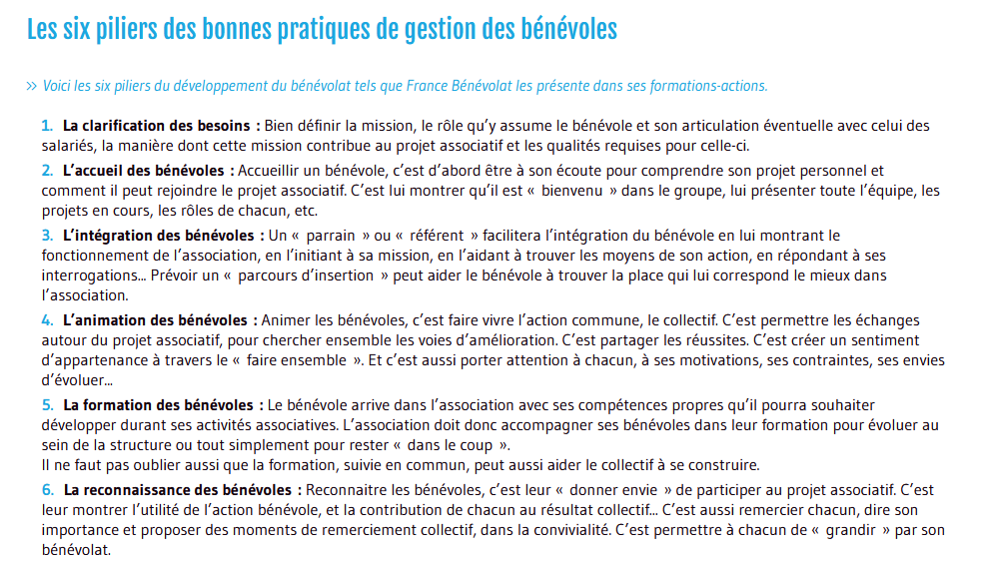 Les six piliers des bonnes pratiques de gestion des bénévoles
>> Voici les six piliers du développement du bénévolat tels que France Bénévolat les présente dans ses formations-actions.
1. La clarification des besoins : Bien définir la mission, le rôle qu’y assume le bénévole et son articulation éventuelle avec celui des
salariés, la manière dont cette mission contribue au projet associatif et les qualités requises pour celle-ci.
2. L’accueil des bénévoles : Accueillir un bénévole, c’est d’abord être à son écoute pour comprendre son projet personnel et
comment il peut rejoindre le projet associatif. C’est lui montrer qu’il est « bienvenu » dans le groupe, lui présenter toute l’équipe, les
projets en cours, les rôles de chacun, etc.
3. L’intégration des bénévoles : Un « parrain » ou « référent » facilitera l’intégration du bénévole en lui montrant le
fonctionnement de l’association, en l’initiant à sa mission, en l’aidant à trouver les moyens de son action, en répondant à ses
interrogations... Prévoir un « parcours d’insertion » peut aider le bénévole à trouver la place qui lui correspond le mieux dans
l’association.
4. L’animation des bénévoles : Animer les bénévoles, c’est faire vivre l’action commune, le collectif. C’est permettre les échanges
autour du projet associatif, pour chercher ensemble les voies d’amélioration. C’est partager les réussites. C’est créer un sentiment
d’appartenance à travers le « faire ensemble ». Et c’est aussi porter attention à chacun, à ses motivations, ses contraintes, ses envies
d’évoluer...
5. La formation des bénévoles : Le bénévole arrive dans l’association avec ses compétences propres qu’il pourra souhaiter
développer durant ses activités associatives. L’association doit donc accompagner ses bénévoles dans leur formation pour évoluer au
sein de la structure ou tout simplement pour rester « dans le coup ».
Il ne faut pas oublier aussi que la formation, suivie en commun, peut aussi aider le collectif à se construire.
6. La reconnaissance des bénévoles : Reconnaitre les bénévoles, c’est leur « donner envie » de participer au projet associatif. C’est
leur montrer l’utilité de l’action bénévole, et la contribution de chacun au résultat collectif... C’est aussi remercier chacun, dire son
importance et proposer des moments de remerciement collectif, dans la convivialité. C’est permettre à chacun de « grandir » par son
bénévolat.